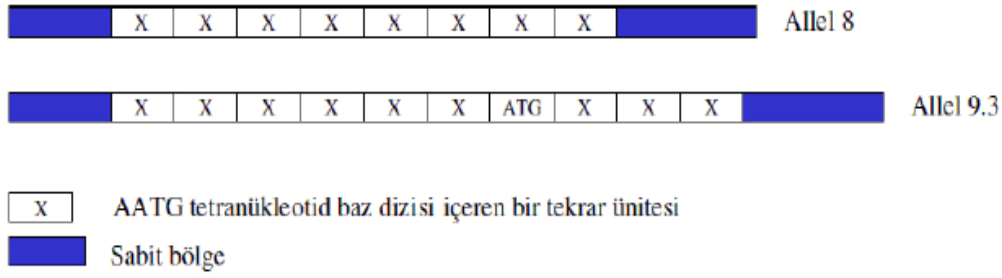 X X X X X X X X Allel 8
X X X X X X ATG X X X Allel 9.3
X AATG tetranükleotid baz dizisi içeren bir tekrar ünitesi
Sabit bölge